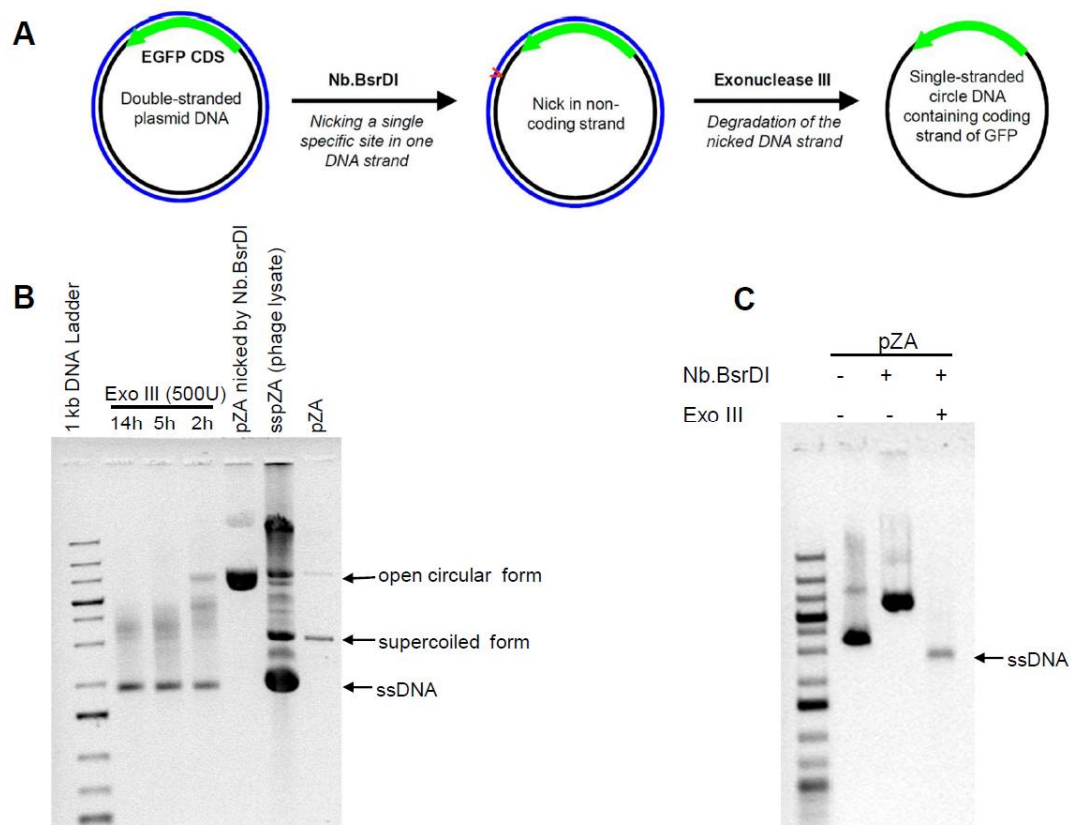 A
EGFP CDS
Double-stranded
plasmid DNA
Nb.BsrDI
Nicking a single
specific site in one
DNA strand
Nick in non-
coding strand
Exonuclease III
Degradation of the
nicked DNA strand
Single-stranded
circle DNA
containing coding
strand of GFP
B
1 kb DNA Ladder
Exo III (500U)
14h 5h 2h
pZA nicked by Nb.BsrDI
sspZA (phage lysate)
pZA
open circular form
supercoiled form
ssDNA
C
pZA
Nb.BsrDI - + +
Exo III - - +
ssDNA